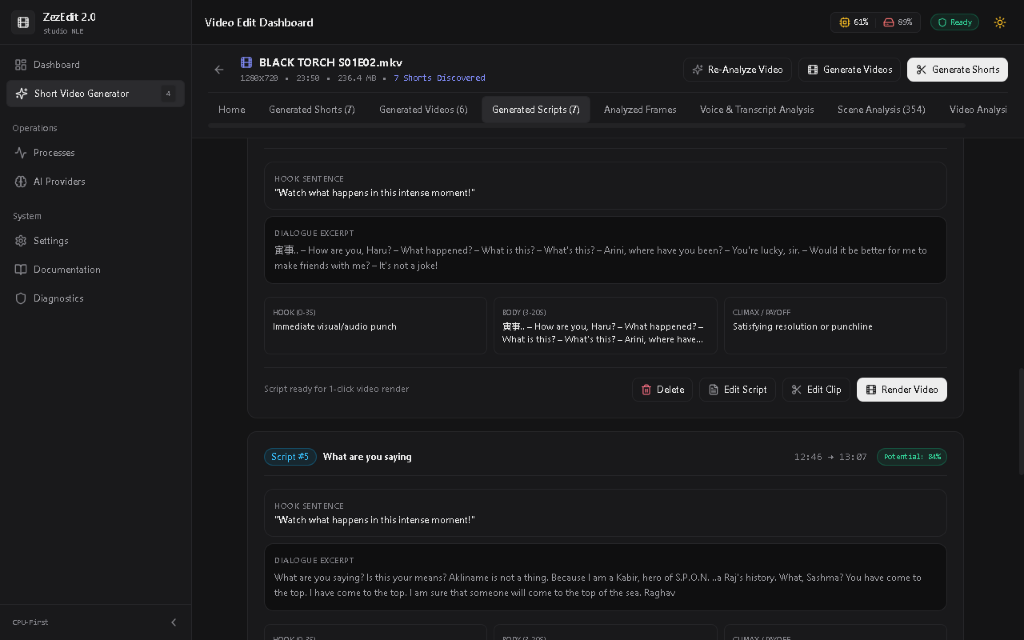 ZezEdit 2.0
Studio NLE
Dashboard
Short Video Generator
4
Operations
Processes
AI Providers
System
Settings
Documentation
Diagnostics
CPU-First
Video Edit Dashboard
61%
89%
Ready
BLACK TORCH S01E02.mkv
1280x720 • 23:50 • 236.4 MB • 7 Shorts Discovered
Re-Analyze Video
Generate Videos
Generate Shorts
Home
Generated Shorts (7)
Generated Videos (6)
Generated Scripts (7)
Analyzed Frames
Voice & Transcript Analysis
Scene Analysis (354)
Video Analysi
HOOK SENTENCE
"Watch what happens in this intense moment!"
DIALOGUE EXCERPT
寅事.. – How are you, Haru? – What happened? – What is this? – What's this? – Arini, where have you been? – You're lucky, sir. – Would it be better for me to
make friends with me? – It's not a joke!
HOOK (0-3S)
Immediate visual/audio punch
BODY (3-20S)
寅事.. – How are you, Haru? – What happened? –
What is this? – What's this? – Arini, where have...
CLIMAX / PAYOFF
Satisfying resolution or punchline
Script ready for 1-click video render
Delete
Edit Script
Edit Clip
Render Video
Script #5
What are you saying
12:46 → 13:07
Potential: 84%
HOOK SENTENCE
"Watch what happens in this intense moment!"
DIALOGUE EXCERPT
What are you saying? Is this your means? Akliname is not a thing. Because I am a Kabir, hero of S.P.O.N. ..a Raj's history. What, Sashma? You have come to
the top. I have come to the top. I am sure that someone will come to the top of the sea. Raghav
HOOK (0-3S)
BODY (3-20S)
CLIMAX / PAYOFF